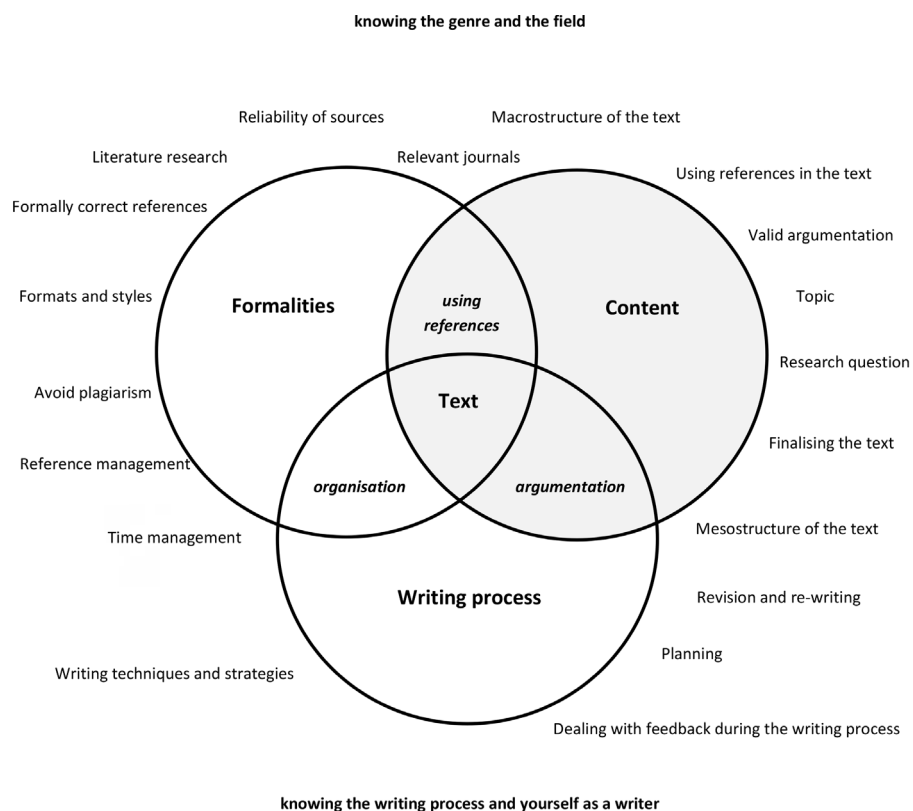 knowing the genre and the field
Reliability of sources
Macrostructure of the text
Literature research
Relevant journals
Using references in the text
Formally correct references
Valid argumentation
Formats and styles
Formalities
using
references
Content
Topic
Research question
Avoid plagiarism
Text
Finalising the text
Reference management
organisation
argumentation
Time management
Mesostructure of the text
Writing process
Revision and re-writing
Planning
Writing techniques and strategies
Dealing with feedback during the writing process
knowing the writing process and yourself as a writer